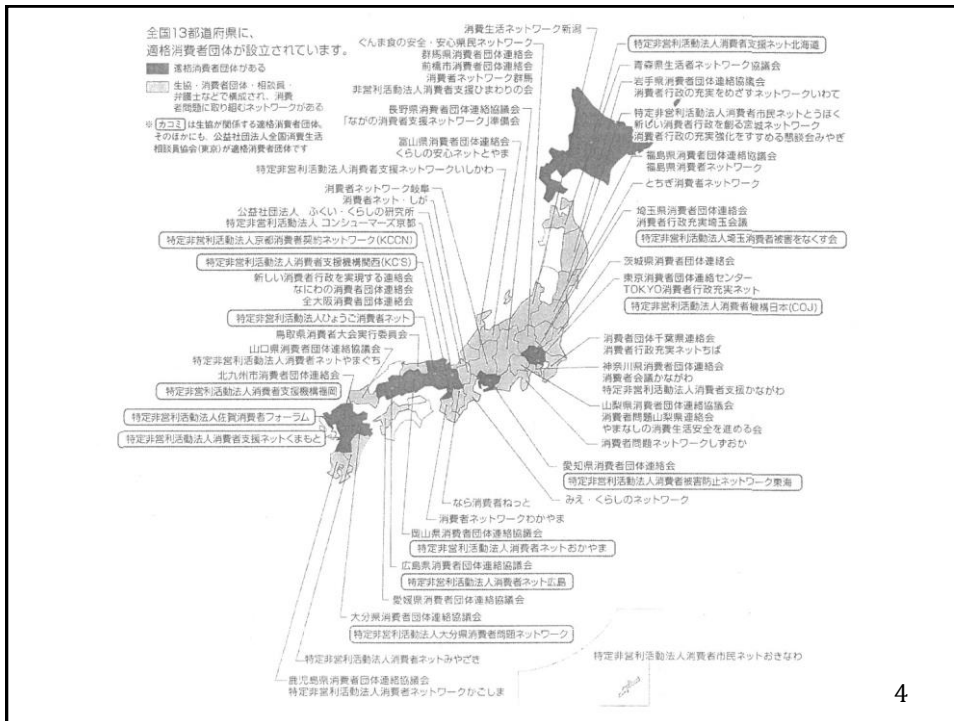 全国13都道府県に、
適格消費者団体が設立されています。
適格消費者団体がある
生協・消費者団体・相談員・
弁護士などで構成され、消費
者問題に取り組むネットワークがある
※カコミは生協が関係する適格消費者団体。
そのほかにも、公益社団法人全国消費生活
相談員協会(東京)が適格消費者団体です
消費生活ネットワーク新潟
ぐんま食の安全・安心県民ネットワーク
群馬県消費者団体連絡会
前橋市消費者団体連絡会
消費者ネットワーク群馬
非営利活動法人消費者支援ひまわりの会
長野県消費者団体連絡協議会
「ながの消費者支援ネットワーク」準備会
富山県消費者団体連絡会
くらしの安心ネットとやま
特定非営利活動法人消費者支援ネットワークいしかわ
消費者ネットワーク岐阜
消費者ネット・しが
公益社団法人 ふくい・くらしの研究所
特定非営利活動法人 コンシューマーズ京都
特定非営利活動法人京都消費者契約ネットワーク(KCCN)
特定非営利活動法人消費者支援機構関西(KC'S)
新しい消費者行政を実現する連絡会
なにわの消費者団体連絡会
全大阪消費者団体連絡会
特定非営利活動法人ひょうご消費者ネット
鳥取県消費者大会実行委員会
山口県消費者団体連絡協議会
特定非営利活動法人消費者ネットやまぐち
北九州市消費者団体連絡会
特定非営利活動法人消費者支援機構福岡
特定非営利活動法人佐賀消費者フォーラム
特定非営利活動法人消費者支援ネットくまもと
特定非営利活動法人消費者支援ネット北海道
青森県生活者ネットワーク協議会
岩手県消費者団体連絡協議会
消費者行政の充実をめざすネットワークいわて
特定非営利活動法人消費者市民ネットとうほく
新しい消費者行政を創る宮城ネットワーク
消費者行政の充実強化をすすめる懇談会みやぎ
福島県消費者団体連絡協議会
福島県消費者ネットワーク
とちぎ消費者ネットワーク
埼玉県消費者団体連絡会
消費者行政充実埼玉会議
特定非営利活動法人埼玉消費者被害をなくす会
茨城県消費者団体連絡会
東京消費者団体連絡センター
TOKYO消費者行政充実ネット
特定非営利活動法人消費者機構日本(COJ)
消費者団体千葉県連絡会
消費者行政充実ネットちば
神奈川県消費者団体連絡会
消費者会議かながわ
特定非営利活動法人消費者支援かながわ
山梨県消費者団体連絡協議会
消費者問題山梨県連絡会
やまなしの消費生活安全を進める会
消費者問題ネットワークしずおか
愛知県消費者団体連絡会
特定非営利活動法人消費者被害防止ネットワーク東海
みえ・くらしのネットワーク
なら消費者ねっと
消費者ネットワークわかやま
岡山県消費者団体連絡協議会
特定非営利活動法人消費者ネットおかやま
広島県消費者団体連絡協議会
特定非営利活動法人消費者ネット広島
愛媛県消費者団体連絡協議会
大分県消費者団体連絡協議会
特定非営利活動法人大分県消費者問題ネットワーク
特定非営利活動法人消費者ネットみやざき
鹿児島県消費者団体連絡協議会
特定非営利活動法人消費者ネットワークかごしま
特定非営利活動法人消費者市民ネットおきなわ
4